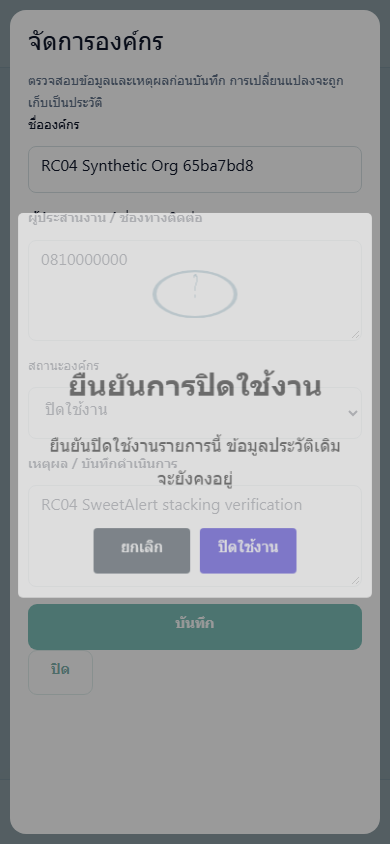 จัดการองค์กร
ตรวจสอบข้อมูลและเหตุผลก่อนบันทึก การเปลี่ยนแปลงจะถูก
เก็บเป็นประวัติ
ชื่อองค์กร
RC04 Synthetic Org 65ba7bd8
ผู้ประสานงาน / ช่องทางติดต่อ
0810000000
?
สถานะองค์กร
ยืนยันการปิดใช้งาน
ปิดใช้งาน
ยืนยันปิดใช้งานรายการนี้ ข้อมูลประวัติเดิม
จะยังคงอยู่
เหตุผล / บันทึกดำเนินการ
RC04 SweetAlert stacking verification
ยกเลิก
ปิดใช้งาน
บันทึก
ปิด